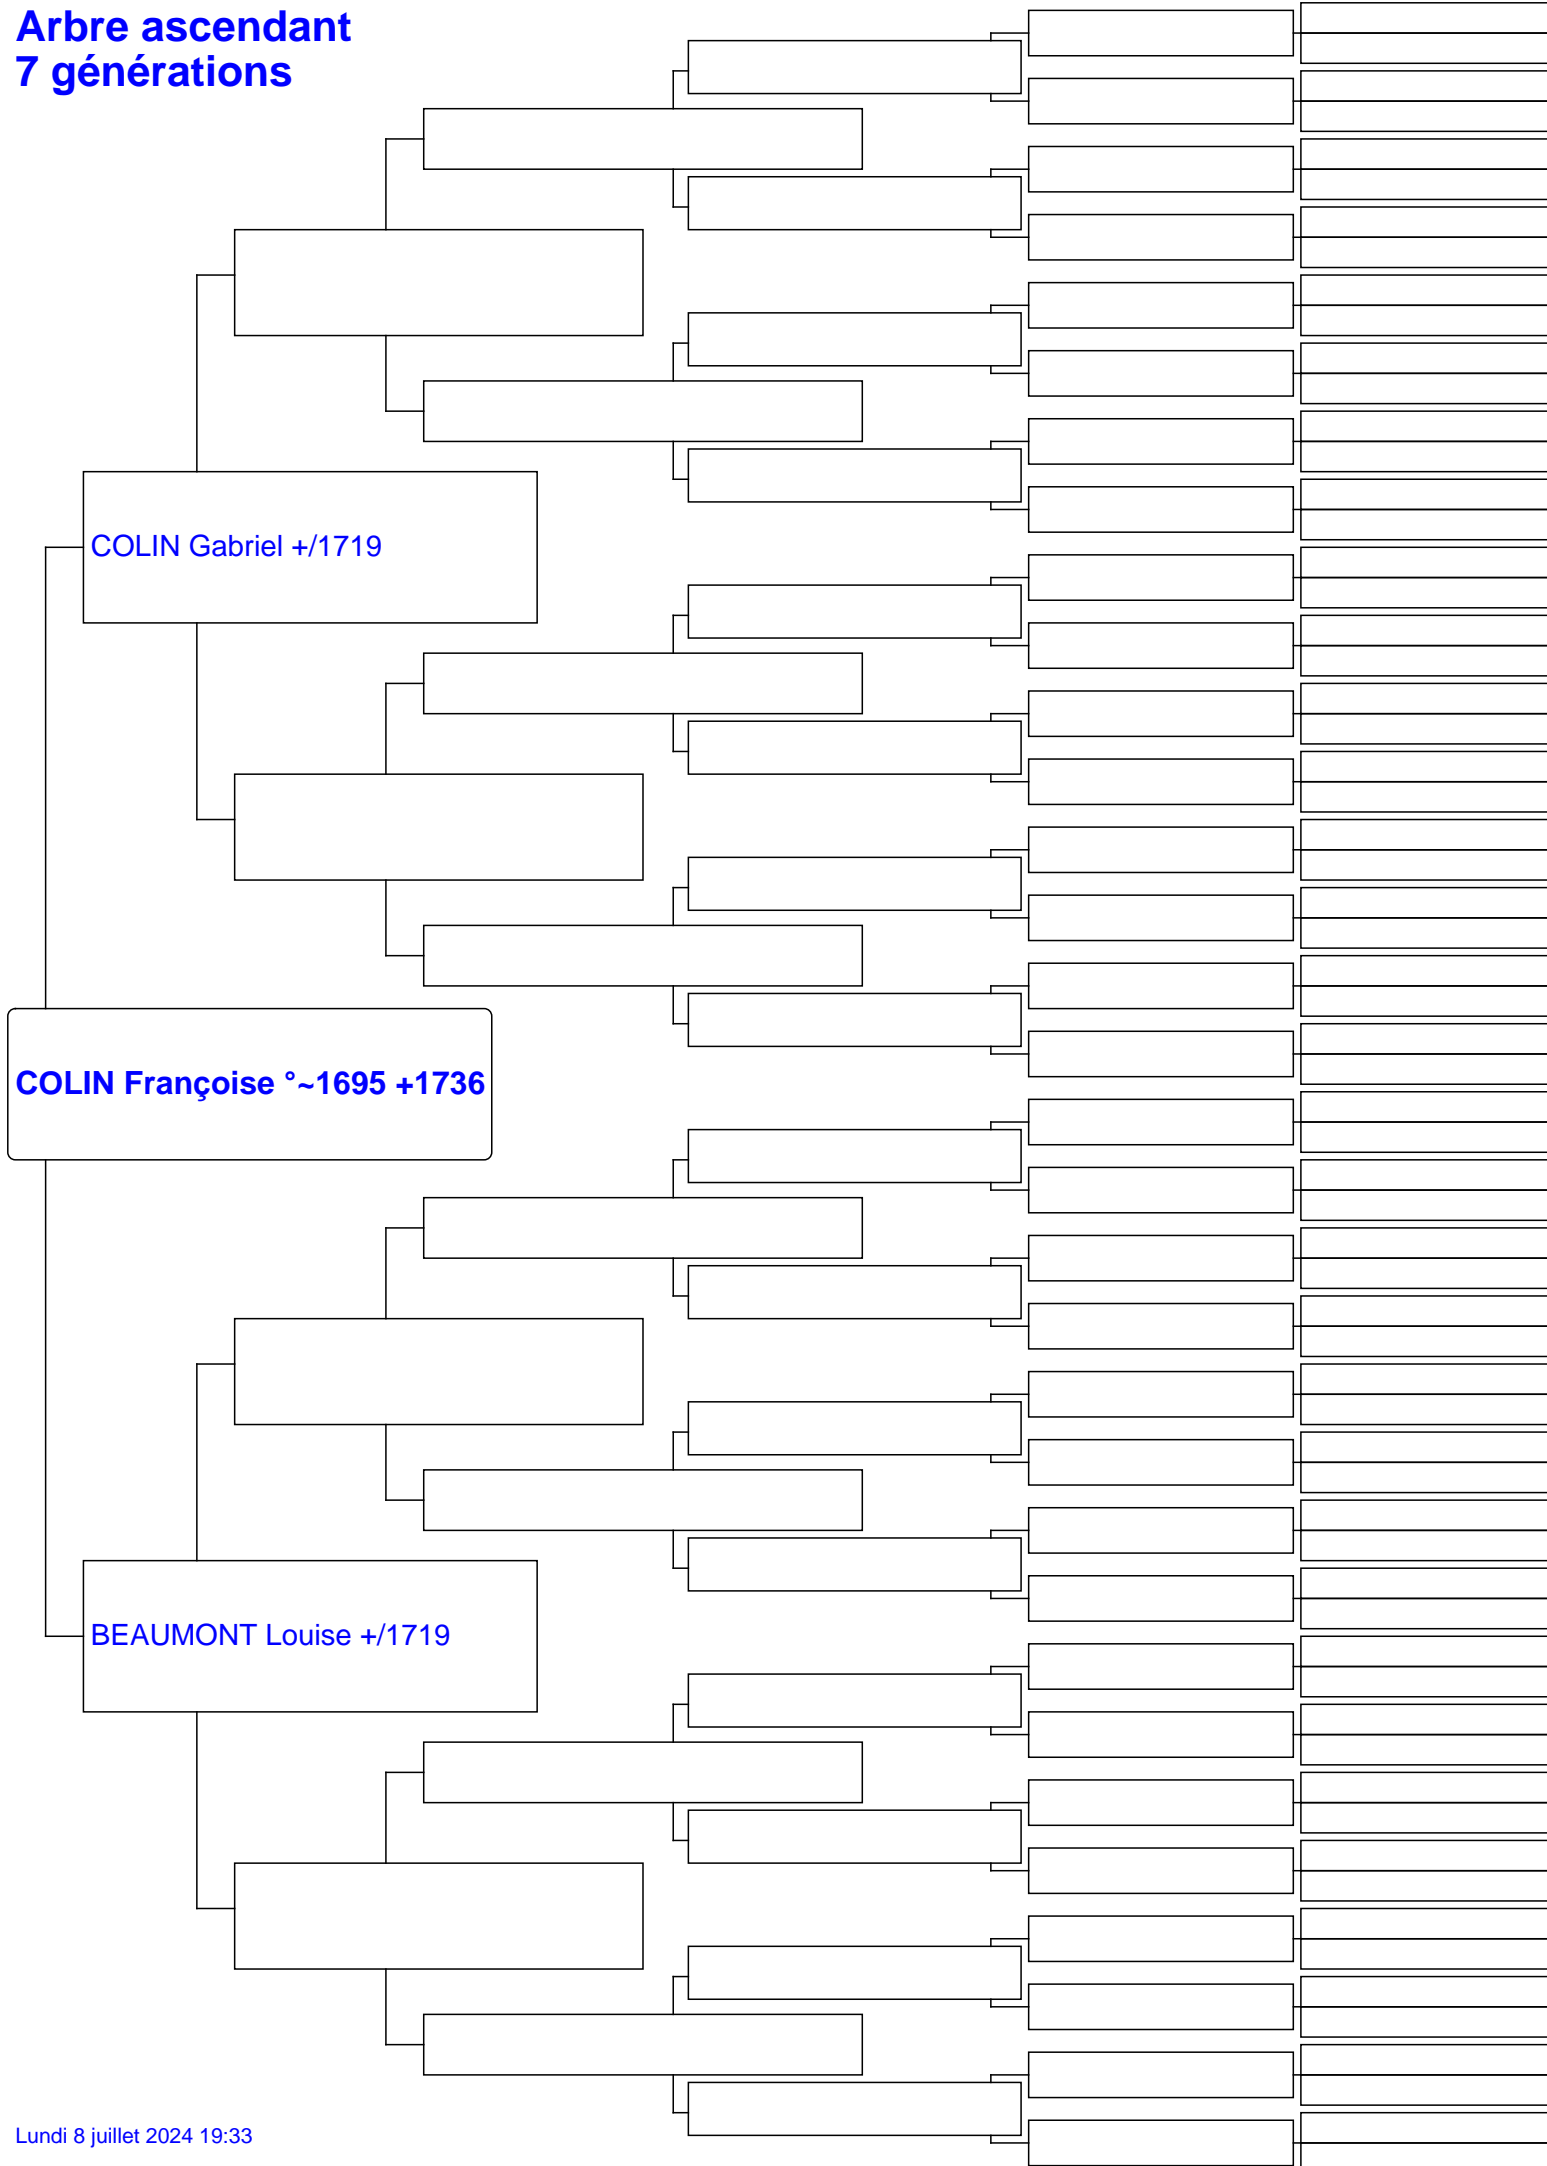 Arbre ascendant
7 générations
COLIN Gabriel +/1719
COLIN Françoise °~1695 +1736
BEAUMONT Louise +/1719
Lundi 8 juillet 2024 19:33